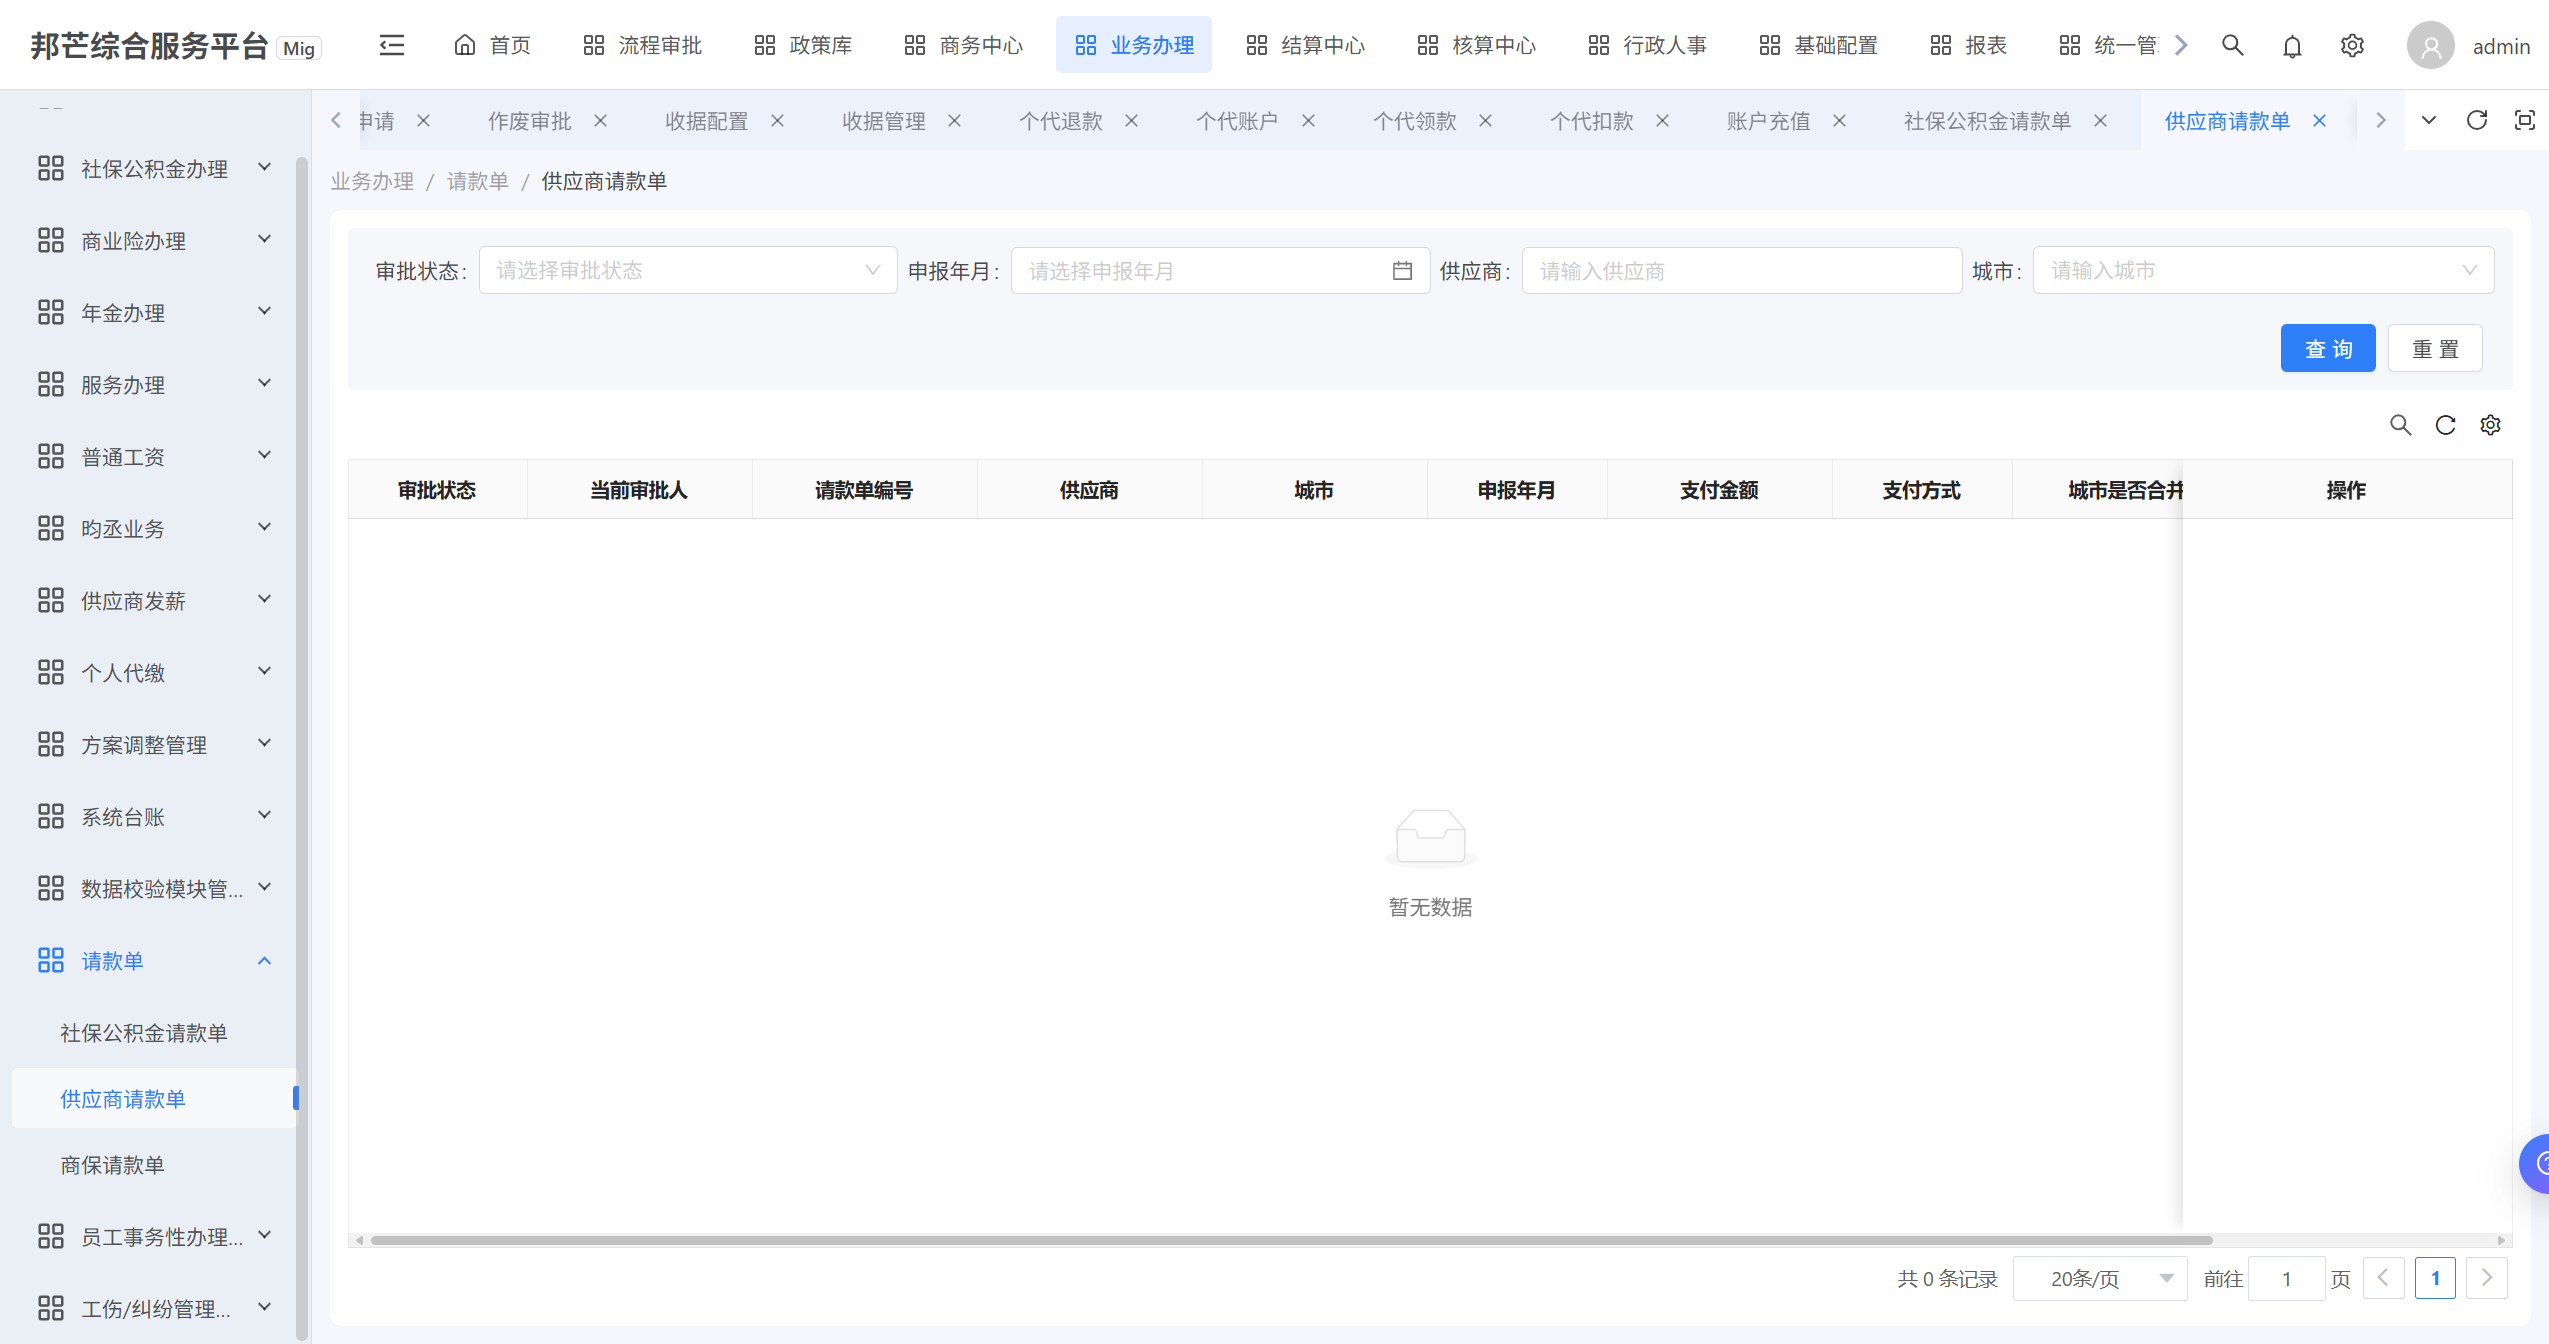 邦芒综合服务平台 Mig 首页 流程审批 政策库 商务中心 业务办理 结算中心 核算中心 行政人事 基础配置 报表 统一管 admin
申请 作废审批 收据配置 收据管理 个代退款 个代账户 个代领款 个代扣款 账户充值 社保公积金请款单 供应商请款单
业务办理 / 请款单 / 供应商请款单
社保公积金办理
商业险办理
年金办理
服务办理
普通工资
昀丞业务
供应商发薪
个人代缴
方案调整管理
系统台账
数据校验模块管...
请款单
社保公积金请款单
供应商请款单
商保请款单
员工事务性办理...
工伤/纠纷管理...
审批状态: 请选择审批状态 申报年月: 请选择申报年月 供应商: 请输入供应商 城市: 请输入城市
查询 重置
审批状态 当前审批人 请款单编号 供应商 城市 申报年月 支付金额 支付方式 城市是否合并 操作
暂无数据
共 0 条记录 20条/页 前往 1 页 1